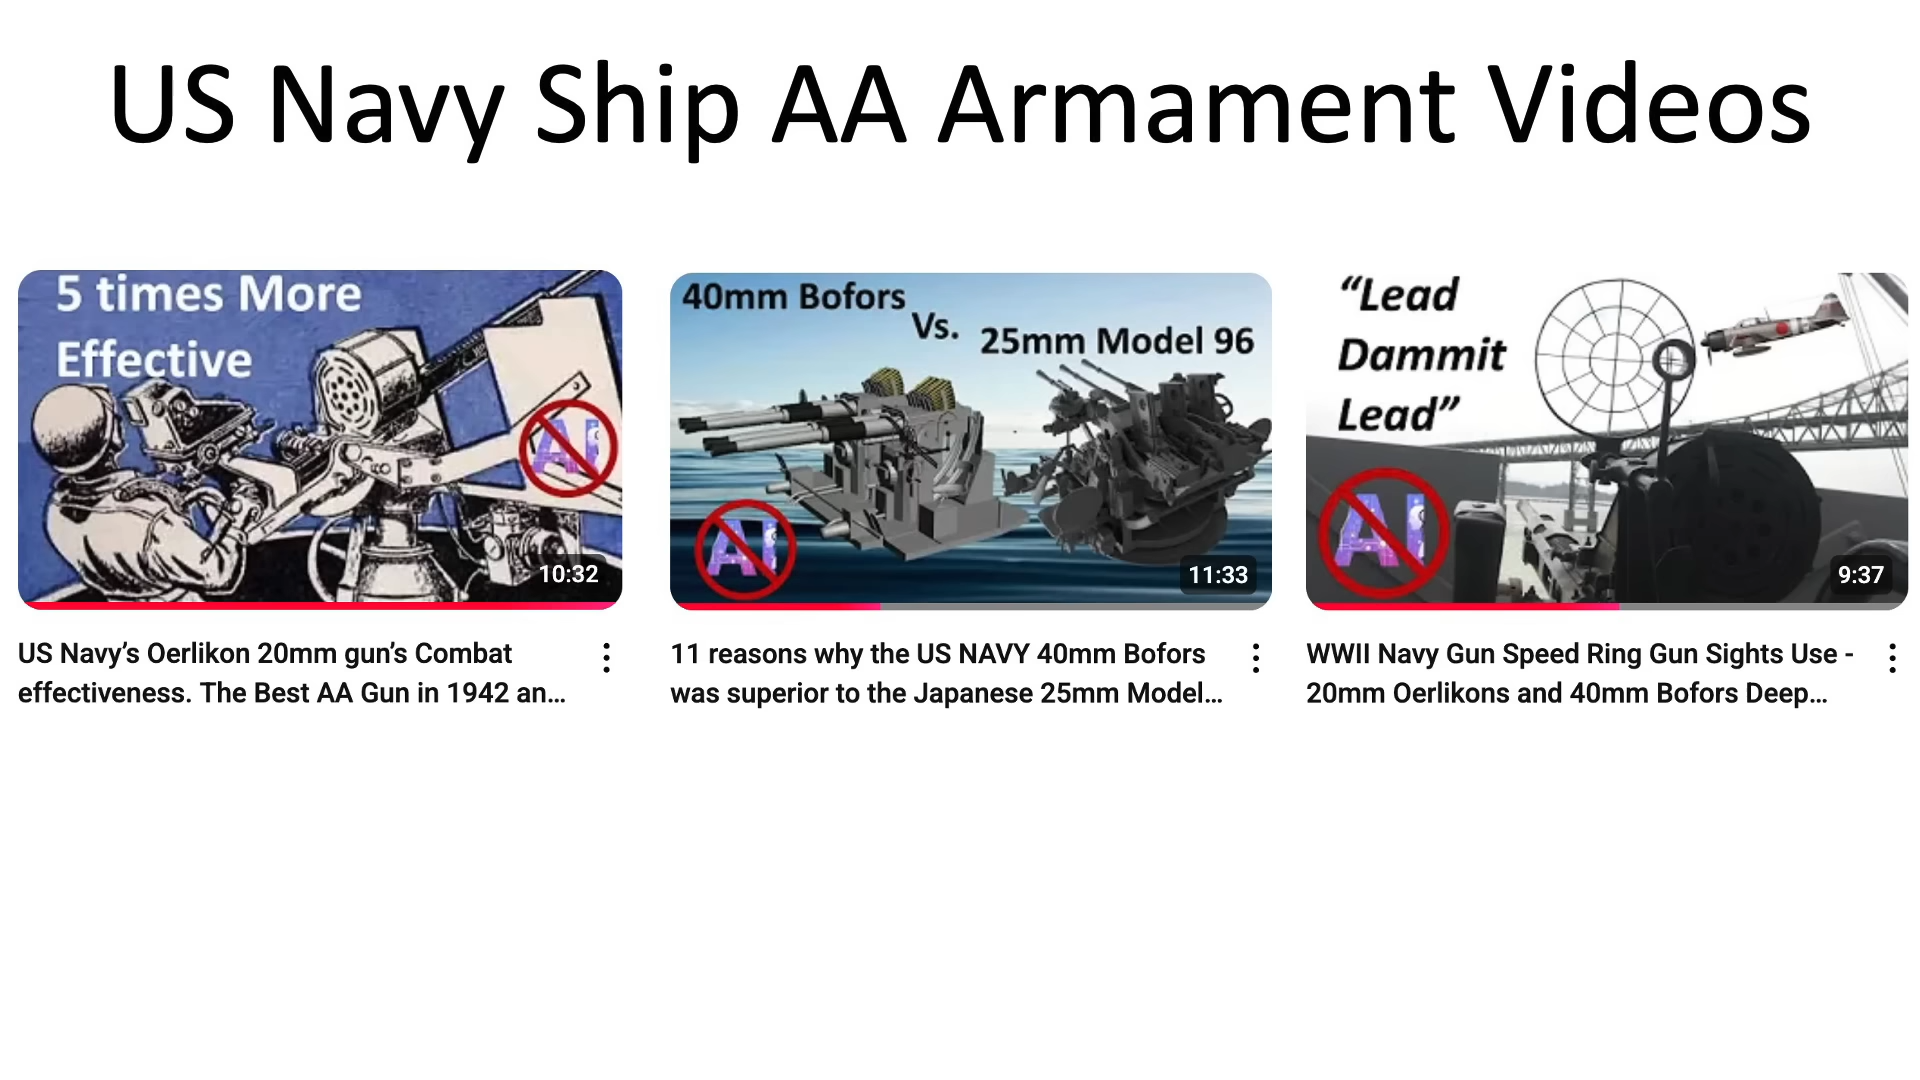 US Navy Ship AA Armament Videos
5 times More
Effective
AI
10:32
US Navy’s Oerlikon 20mm gun’s Combat
effectiveness. The Best AA Gun in 1942 an...
40mm Bofors
Vs.
25mm Model 96
AI
11:33
11 reasons why the US NAVY 40mm Bofors
was superior to the Japanese 25mm Model...
“Lead
Dammit
Lead”
AI
9:37
WWII Navy Gun Speed Ring Gun Sights Use -
20mm Oerlikons and 40mm Bofors Deep...